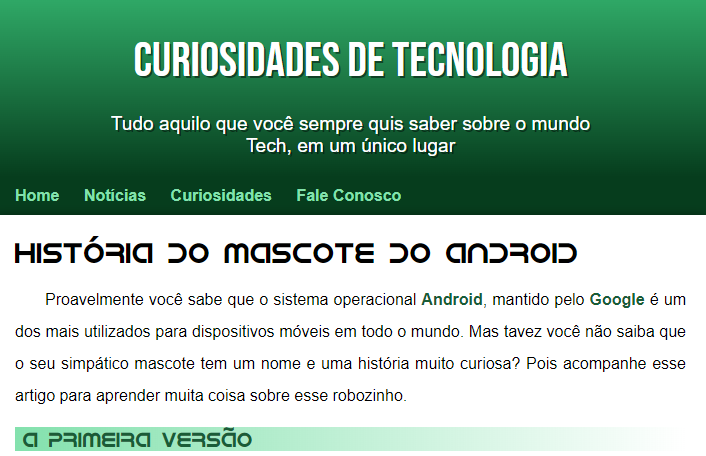 CURIOSIDADES DE TECNOLOGIA
Tudo aquilo que você sempre quis saber sobre o mundo
Tech, em um único lugar
Home Notícias Curiosidades Fale Conosco
HISTÓRIA DO MASCOTE DO ANDROID
Proavelmente você sabe que o sistema operacional Android, mantido pelo Google é um
dos mais utilizados para dispositivos móveis em todo o mundo. Mas tavez você não saiba que
o seu simpático mascote tem um nome e uma história muito curiosa? Pois acompanhe esse
artigo para aprender muita coisa sobre esse robozinho.
A PRIMEIRA VERSÃO